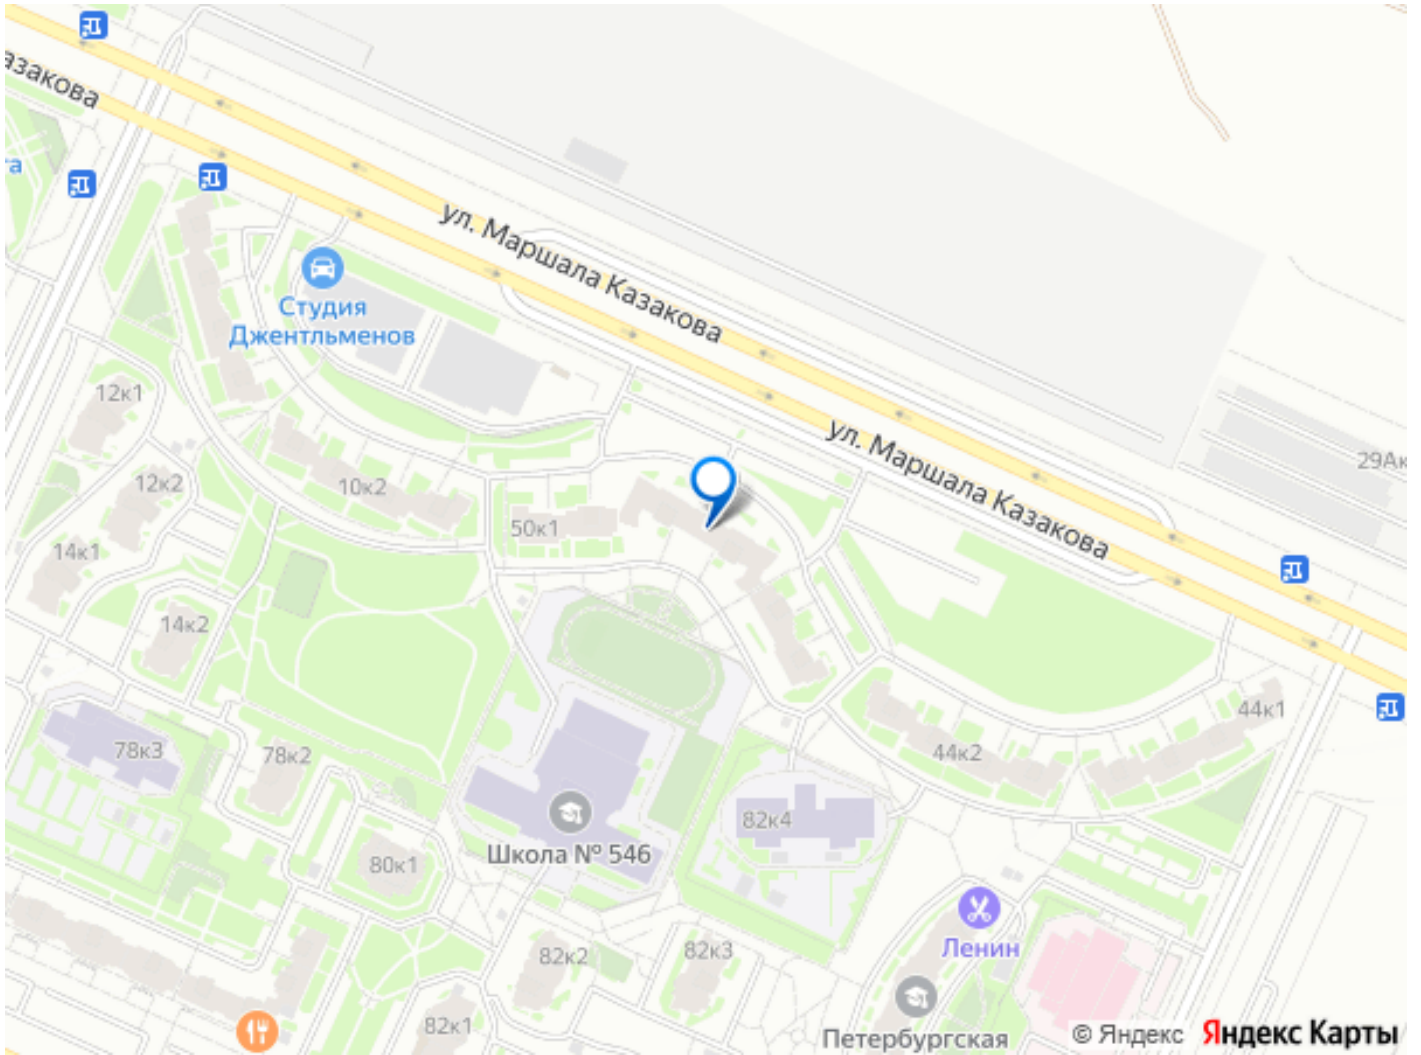 азакова
га
ул. Маршала Казакова
Студия
Джентльменов
12к1
ул. Маршала Казакова
29Ак
12к2
10к2
50к1
14к1
14к2
44к1
78к3
78к2
44к2
82к4
Школа № 546
80к1
Ленин
82к2
82к3
82к1
Петербургская
© Яндекс Яндекс Карты